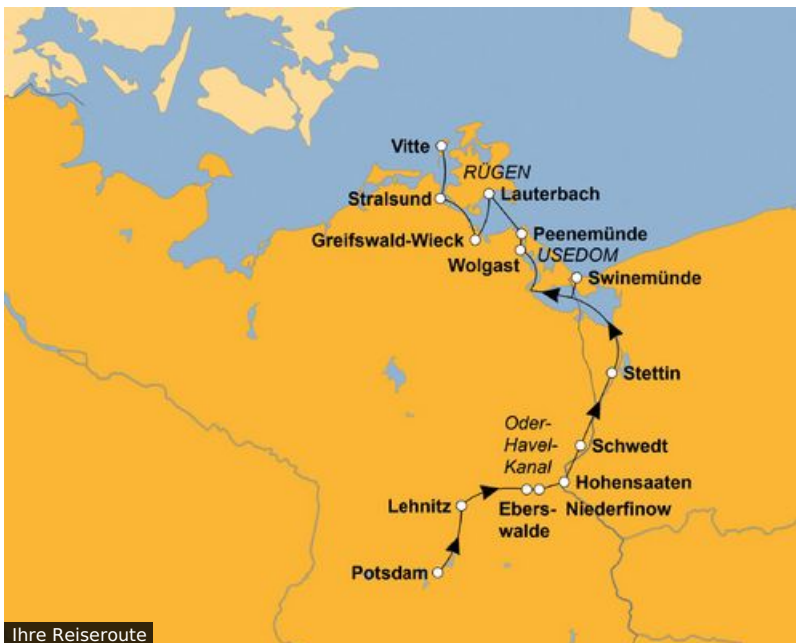 Vitte
RÜGEN
Stralsund
Lauterbach
Greifswald-Wieck
Peenemünde
Wolgast
USEDOM
Swinemünde
Stettin
Oder-
Havel-
Kanal
Schwedt
Hohensaaten
Lehnitz
Ebers-
walde
Niederfinow
Potsdam
Ihre Reiseroute